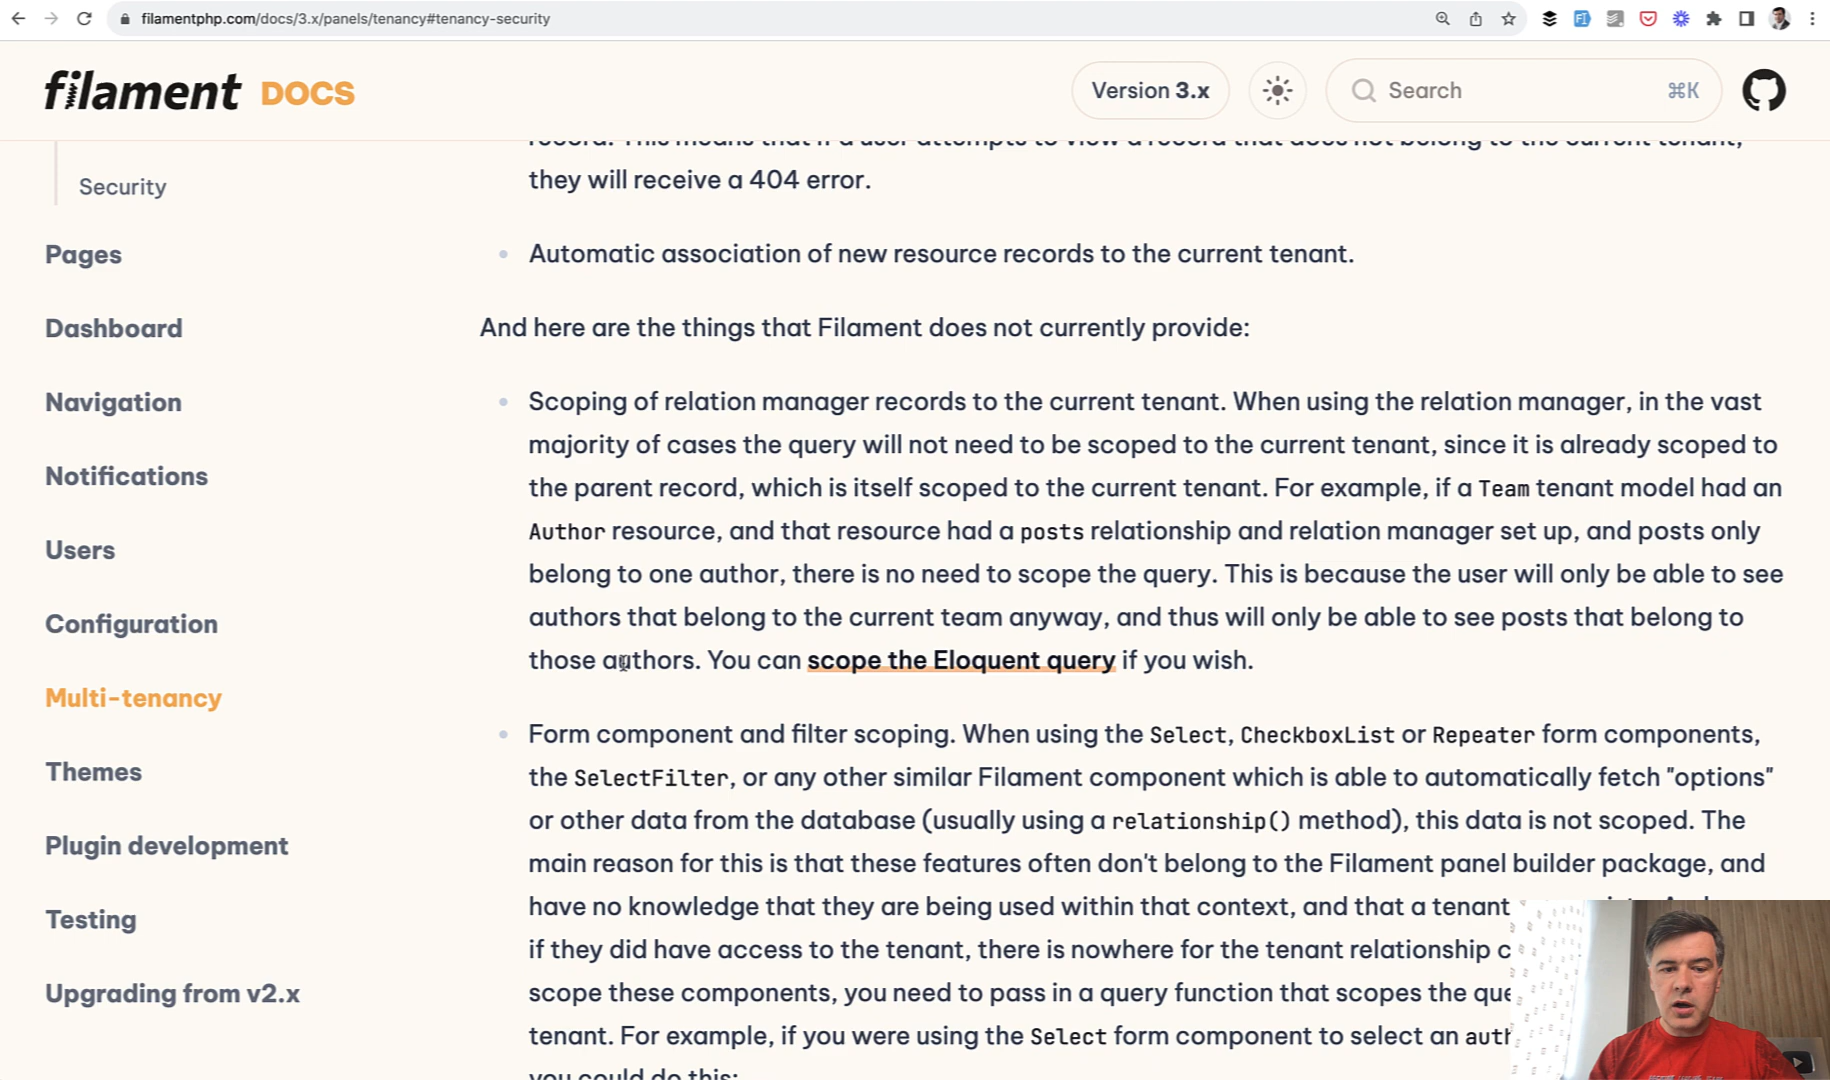 filamentphp.com/docs/3.x/panels/tenancy#tenancy-security
filament DOCS
Version 3.x
Search
⌘K
Security
Pages
Dashboard
Navigation
Notifications
Users
Configuration
Multi-tenancy
Themes
Plugin development
Testing
Upgrading from v2.x
record. This means that if a user attempts to view a record that does not belong to the current tenant,
they will receive a 404 error.
Automatic association of new resource records to the current tenant.
And here are the things that Filament does not currently provide:
Scoping of relation manager records to the current tenant. When using the relation manager, in the vast
majority of cases the query will not need to be scoped to the current tenant, since it is already scoped to
the parent record, which is itself scoped to the current tenant. For example, if a Team tenant model had an
Author resource, and that resource had a posts relationship and relation manager set up, and posts only
belong to one author, there is no need to scope the query. This is because the user will only be able to see
authors that belong to the current team anyway, and thus will only be able to see posts that belong to
those authors. You can scope the Eloquent query if you wish.
Form component and filter scoping. When using the Select, CheckboxList or Repeater form components,
the SelectFilter, or any other similar Filament component which is able to automatically fetch "options"
or other data from the database (usually using a relationship() method), this data is not scoped. The
main reason for this is that these features often don't belong to the Filament panel builder package, and
have no knowledge that they are being used within that context, and that a tenant
if they did have access to the tenant, there is nowhere for the tenant relationship c
scope these components, you need to pass in a query function that scopes the que
tenant. For example, if you were using the Select form component to select an auth
you could do this: